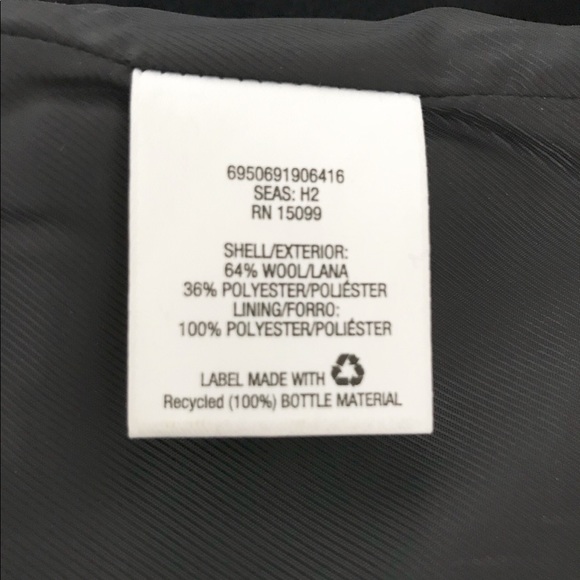 6950691906416
SEAS: H2
RN 15099
SHELL/EXTERIOR:
64% WOOL/LANA
36% POLYESTER/POLIÉSTER
LINING/FORRO:
100% POLYESTER/POLIÉSTER
LABEL MADE WITH
Recycled (100%) BOTTLE MATERIAL